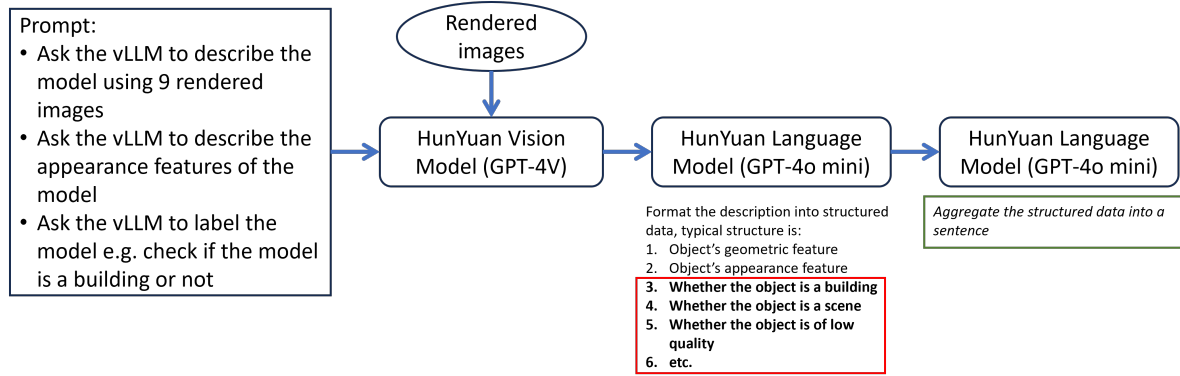 Prompt:
• Ask the vLLM to describe the
model using 9 rendered
images
• Ask the vLLM to describe the
appearance features of the
model
• Ask the vLLM to label the
model e.g. check if the model
is a building or not
Rendered
images
HunYuan Vision
Model (GPT-4V)
HunYuan Language
Model (GPT-4o mini)
HunYuan Language
Model (GPT-4o mini)
Format the description into structured
data, typical structure is:
1. Object’s geometric feature
2. Object’s appearance feature
3. Whether the object is a building
4. Whether the object is a scene
5. Whether the object is of low
quality
6. etc.
Aggregate the structured data into a
sentence